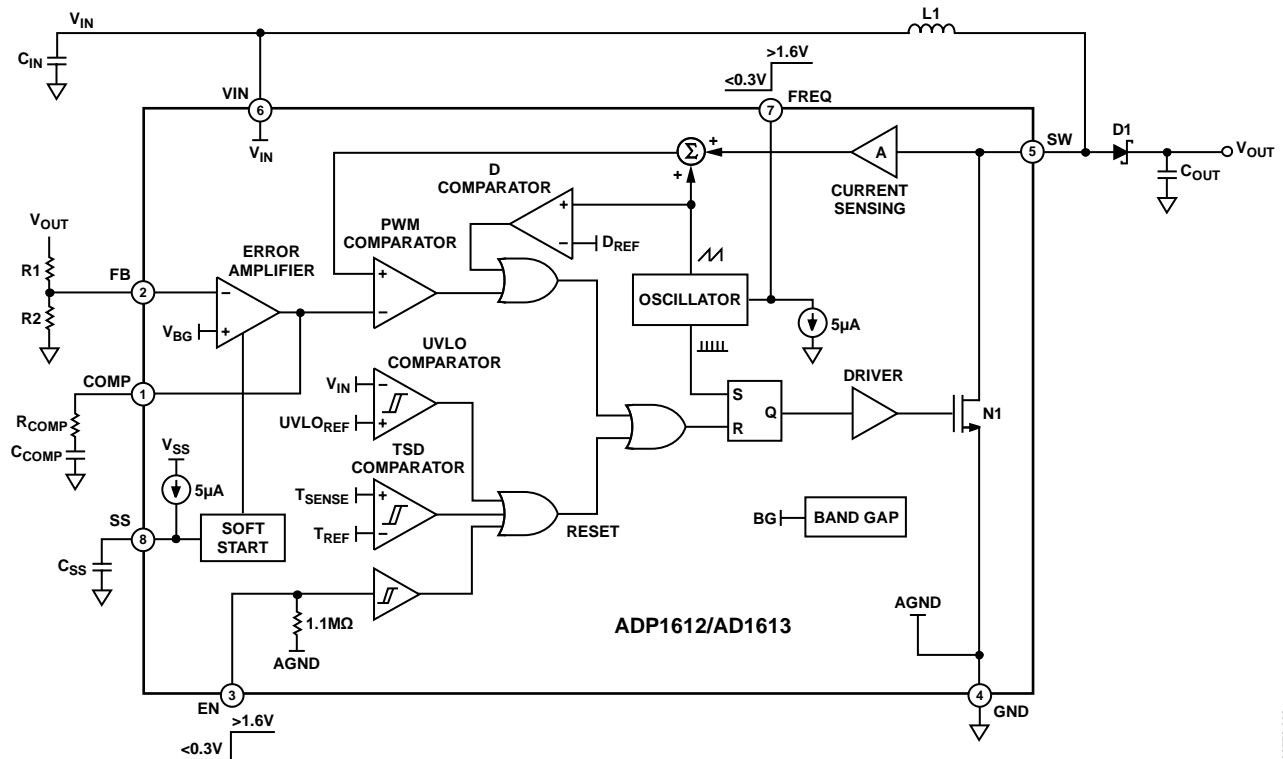 VIN
L1
CIN
>1.6V
<0.3V
VIN
6
VIN
7
FREQ
+
Σ
+
A
CURRENT
SENSING
5
SW
D1
VOUT
COUT
D
COMPARATOR
+
−
DREF
PWM
COMPARATOR
+
−
VOUT
R1
R2
FB
2
ERROR
AMPLIFIER
−
+
VBG
OSCILLATOR
5µA
UVLO
COMPARATOR
VIN
−
UVLOREF
+
COMP
1
RCOMP
CCOMP
S
R
Q
DRIVER
N1
VSS
5µA
TSD
COMPARATOR
TSENSE
+
TREF
−
RESET
BG
BAND GAP
SS
8
SOFT
START
CSS
1.1MΩ
AGND
ADP1612/AD1613
AGND
3
EN
>1.6V
<0.3V
4
GND